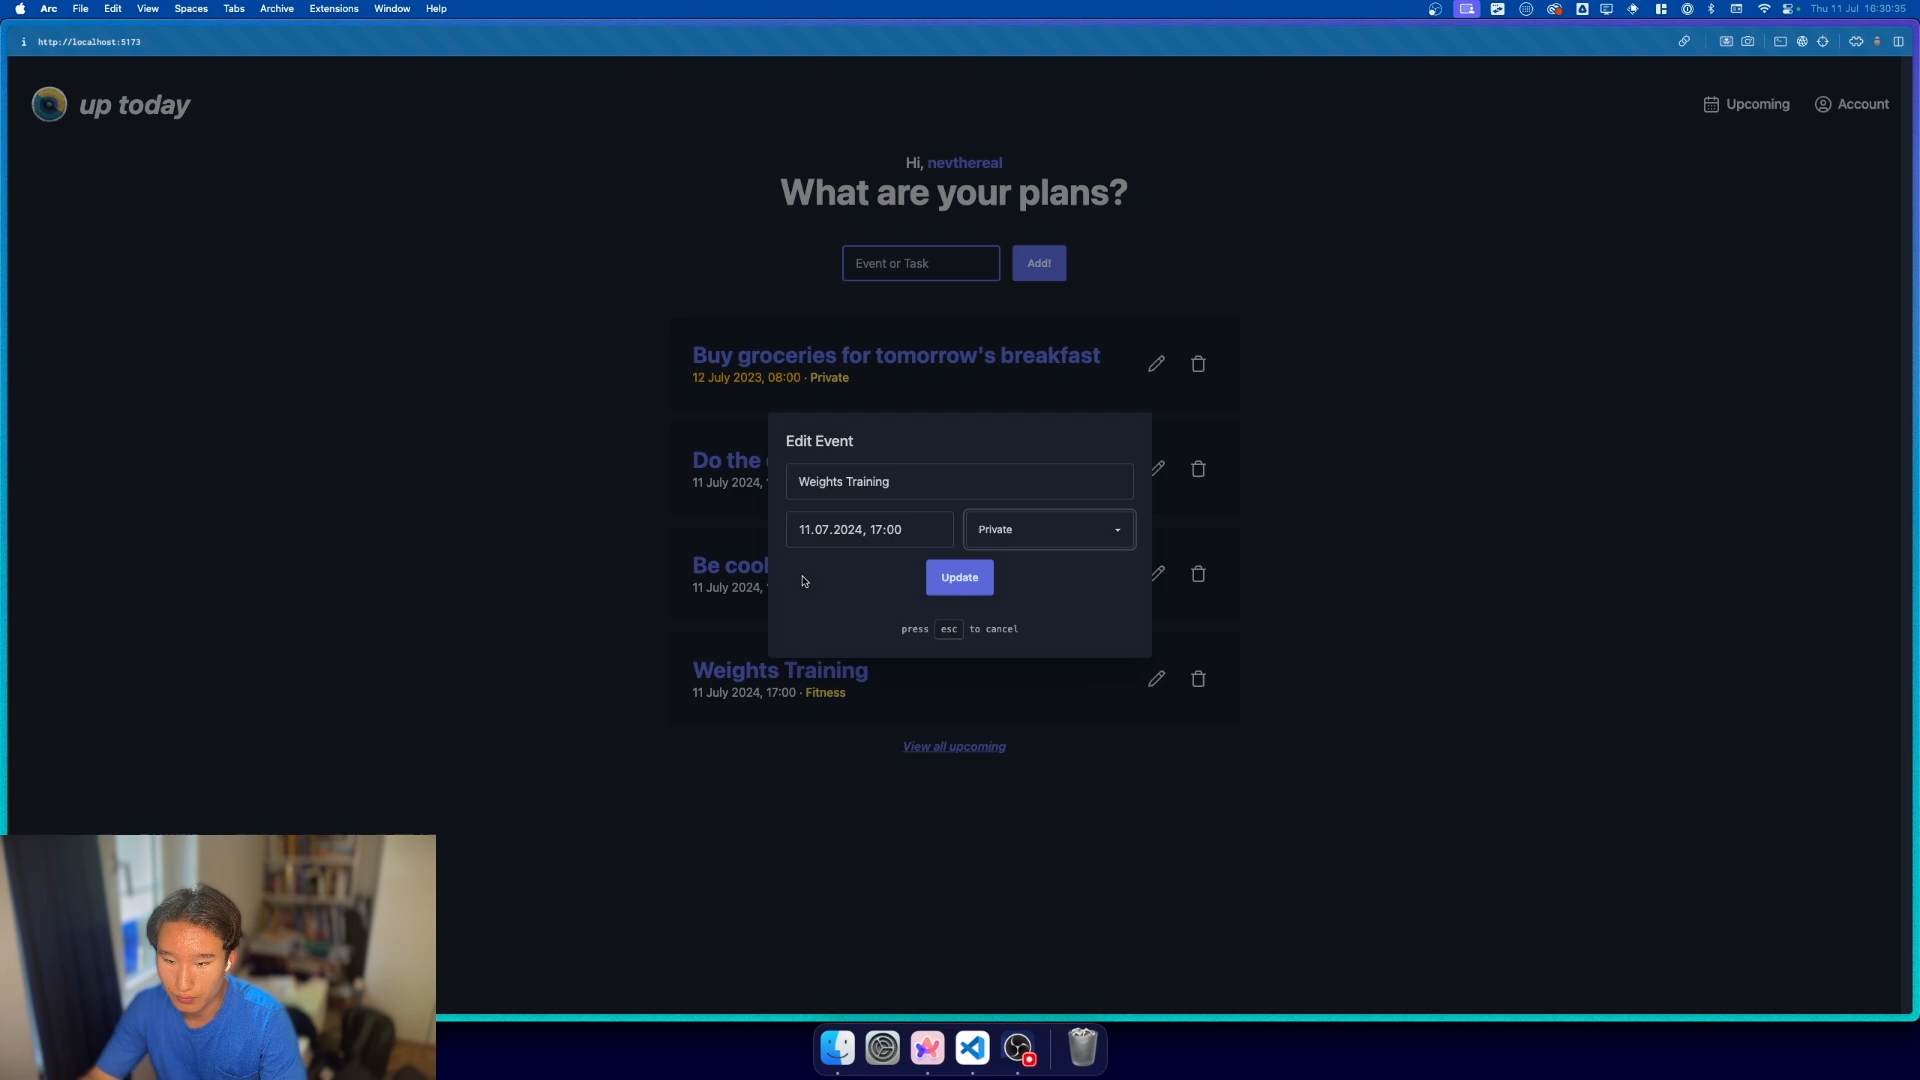 Arc File Edit View Spaces Tabs Archive Extensions Window Help Thu 11 Jul 16:30:35
http://localhost:5173
up today
Upcoming Account
Hi, nevthereal
What are your plans?
Event or Task Add!
Buy groceries for tomorrow's breakfast
12 July 2023, 08:00 · Private
Edit Event
Do the
11 July 2024,
Weights Training
11.07.2024, 17:00 Private
Be cool
11 July 2024,
Update
press esc to cancel
Weights Training
11 July 2024, 17:00 · Fitness
View all upcoming